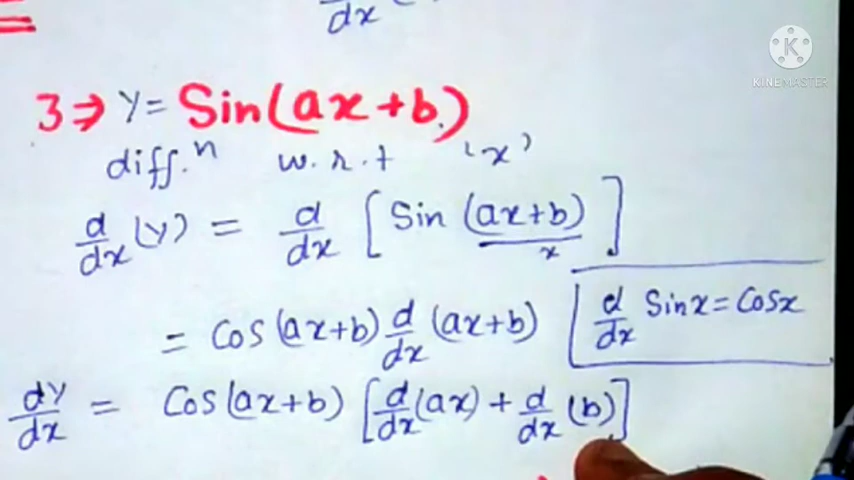 d/dx (
KINEMASTER
3⇒ y = Sin(ax+b)
diff.n w.r.t 'x'
d/dx (y) = d/dx [Sin (ax+b)]
x
= Cos(ax+b) d/dx (ax+b) d/dx Sinx = Cosx
dy/dx = Cos(ax+b) [d/dx (ax) + d/dx (b)]